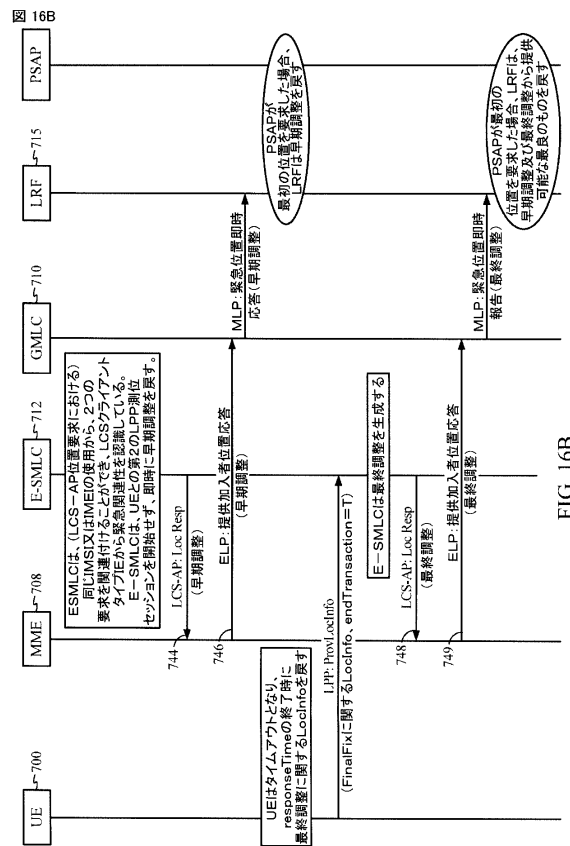 図 16B
UE
700
MME
708
E-SMLC
712
GMLC
710
LRF
715
PSAP
ESMLCは、(LCS-AP位置要求における)
同じIMSI又はIMEIの使用から、2つの
要求を関連付けることができ、LCSクライアント
タイプIEから緊急関連性を認識している。
E-SMLCは、UEとの第2のLPP測位
セッションを開始せず、即時に早期調整を戻す。
744
LCS-AP: Loc Resp
(早期調整)
746
ELP:提供加入者位置応答
(早期調整)
MLP:緊急位置即時
応答(早期調整)
PSAPが
最初の位置を要求した場合、
LRFは早期調整を戻す
UEはタイムアウトとなり、
responseTimeの終了時に
最終調整に関するLocInfoを戻す
LPP: ProvLocInfo
(FinalFixに関するLocInfo、endTransaction=T)
E-SMLCは最終調整を生成する
748
LCS-AP: Loc Resp
(最終調整)
749
ELP:提供加入者位置応答
(最終調整)
MLP:緊急位置即時
報告(最終調整)
PSAPが最初の
位置を要求した場合、LRFは、
早期調整及び最終調整から提供
可能な最良のものを戻す
FIG. 16B